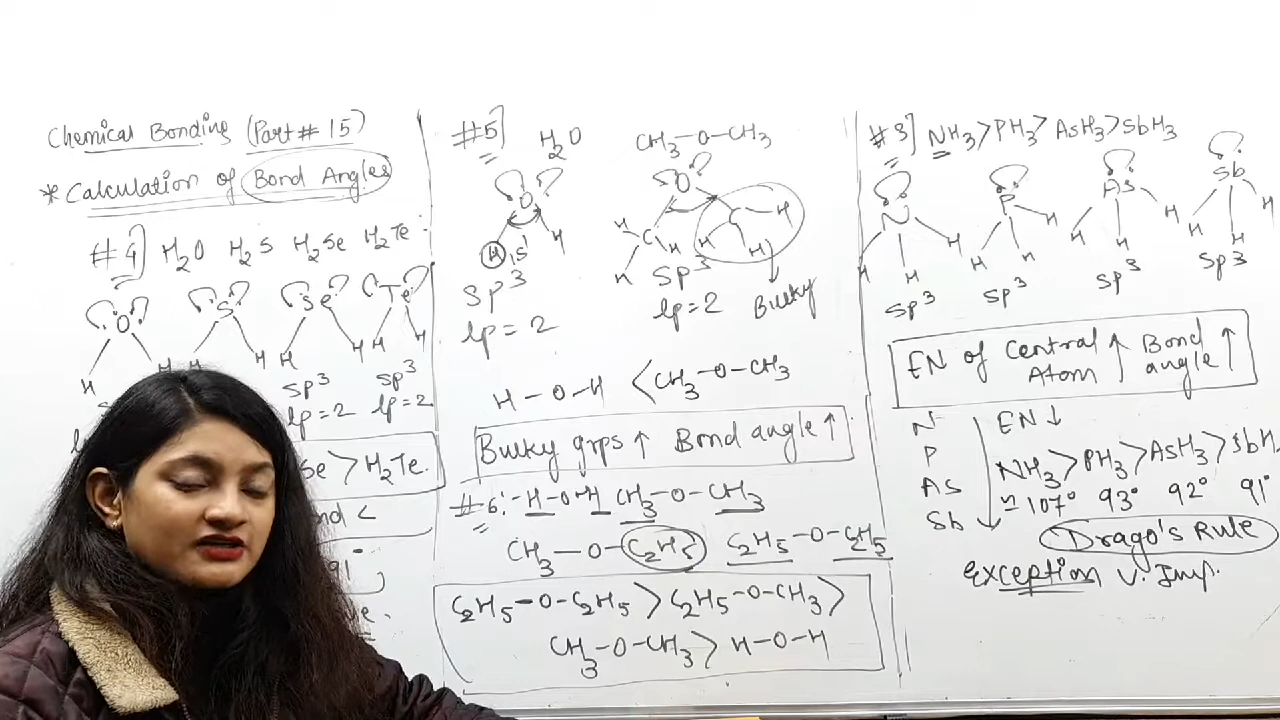 Chemical Bonding (Part # 15)
* Calculation of Bond Angles
#4] H2O H2S H2Se H2Te
O S Se Te
H H H H H H H
sp3 sp3
lp=2 lp=2
Se > H2Te.
nd <
#5] H2O CH3-O-CH3
O O
H 1s1 H
H C H H C H H H
sp3 sp3
lp=2 lp=2 Bulky
H-O-H < CH3-O-CH3
Bulky grps ↑ Bond angle ↑
#6:- H-O-H CH3-O-CH3
CH3-O-C2H5 C2H5-O-C2H5
C2H5-O-C2H5 > C2H5-O-CH3 >
CH3-O-CH3 > H-O-H
#3] NH3 > PH3 > AsH3 > SbH3
N P As Sb
H H H H H H H H H H H H
sp3 sp3 sp3 sp3
EN of Central Atom ↑ Bond angle ↑
N EN ↓
P
As NH3 > PH3 > AsH3 > SbH
Sb ≈107° 93° 92° 91°
Drago's Rule
Exception V. Imp.